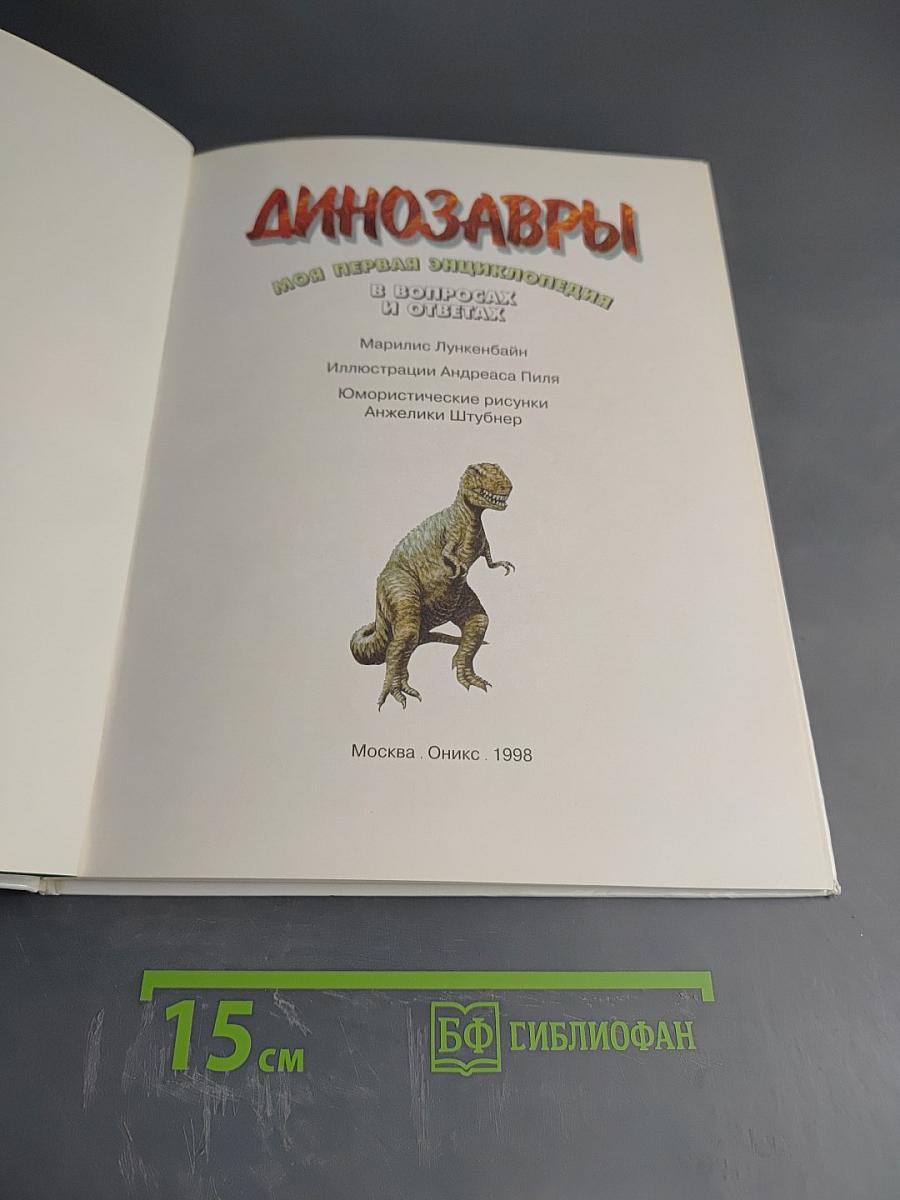 ДИНОЗАВРЫ
МОЯ ПЕРВАЯ ЭНЦИКЛОПЕДИЯ
В ВОПРОСАХ
И ОТВЕТАХ
Марилис Лункенбайн
Иллюстрации Андреаса Пиля
Юмористические рисунки
Анжелики Штубнер
Москва . Оникс . 1998
15 см
БФ БИБЛИОФАН